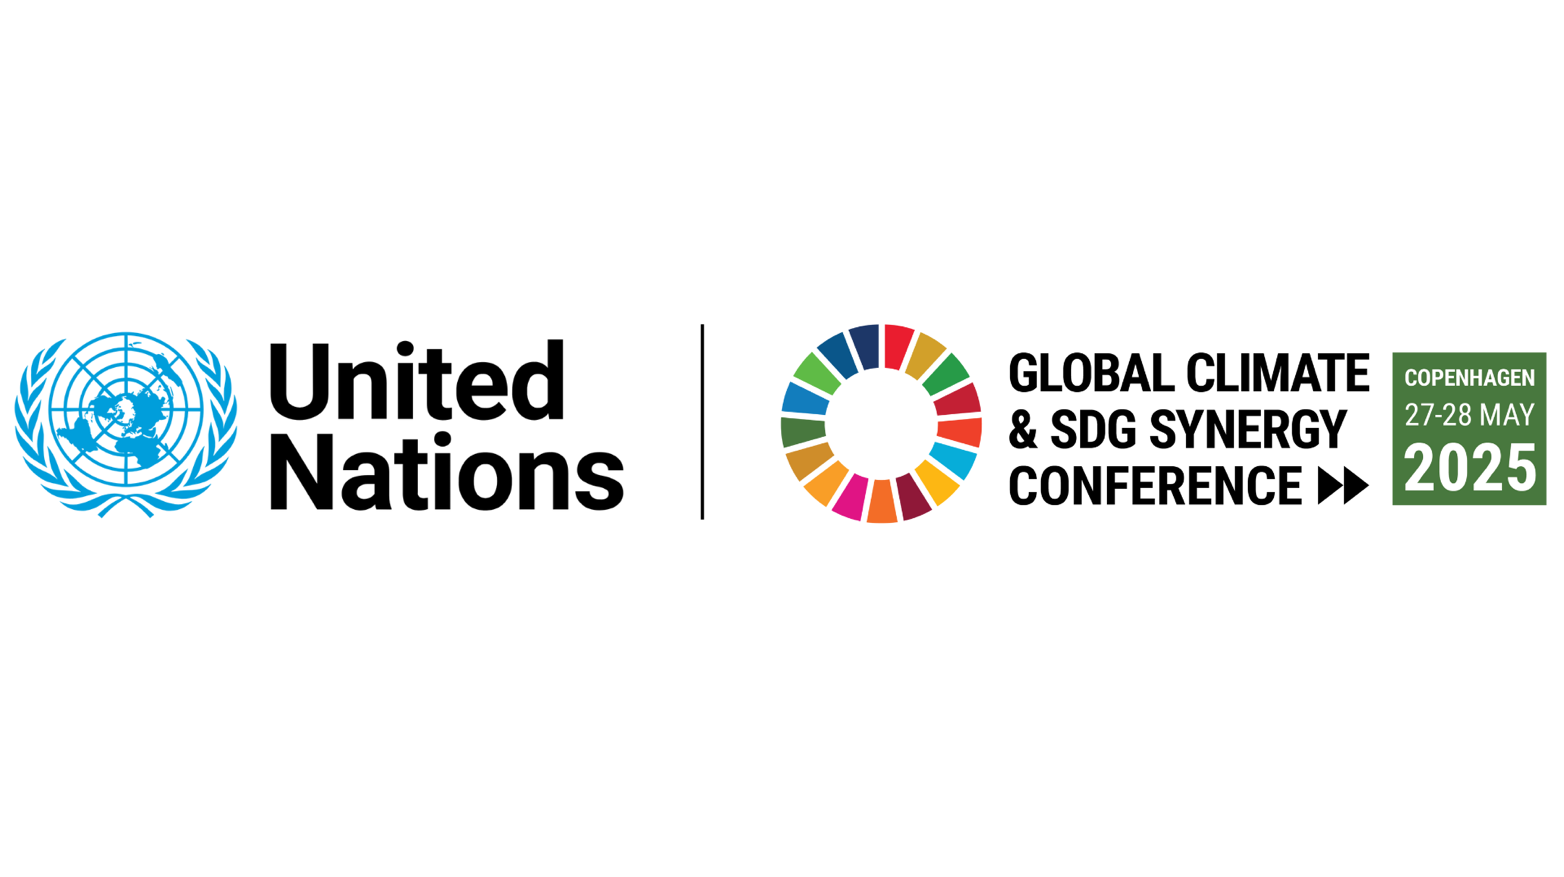 United
Nations
GLOBAL CLIMATE
& SDG SYNERGY
CONFERENCE
COPENHAGEN
27-28 MAY
2025